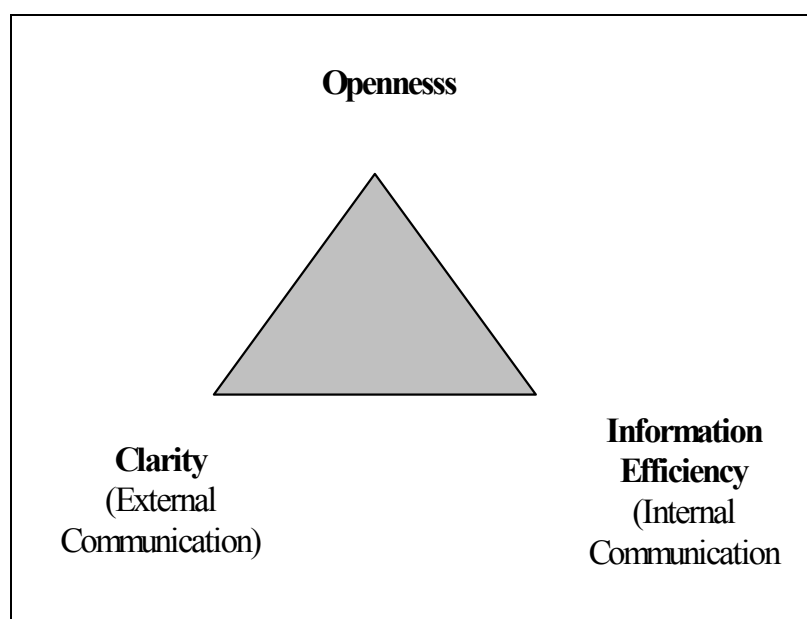 Opennesss
Clarity
(External
Communication)
Information
Efficiency
(Internal
Communication